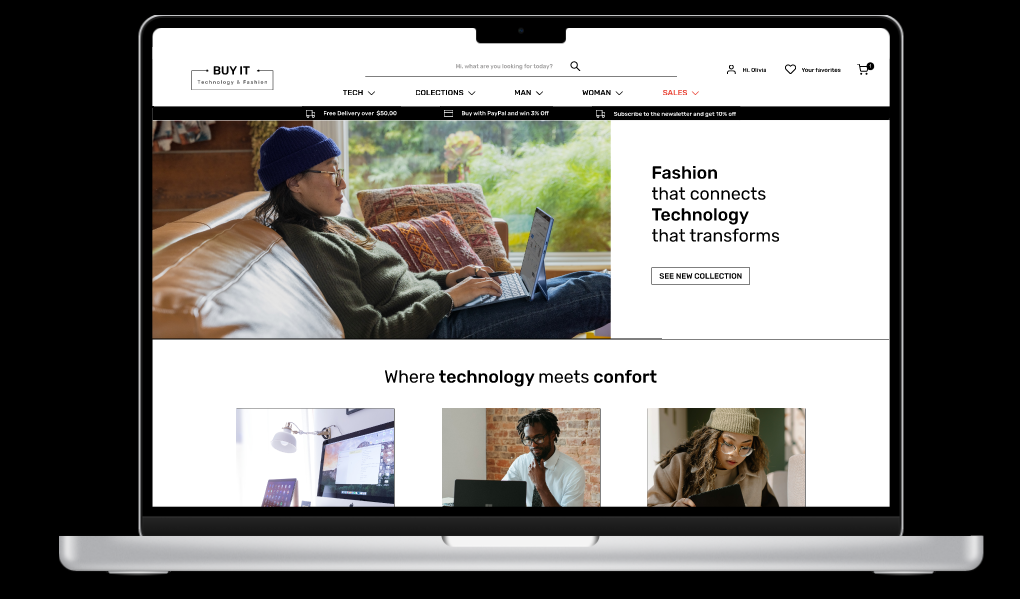 BUY IT
Technology & Fashion
Hi, what are you looking for today?
Hi, Olivia
Your favorites
1
TECH
COLECTIONS
MAN
WOMAN
SALES
Free Delivery over $50,00
Buy with PayPal and win 3% Off
Subscribe to the newsletter and get 10% off
Fashion
that connects
Technology
that transforms
SEE NEW COLLECTION
Where technology meets confort